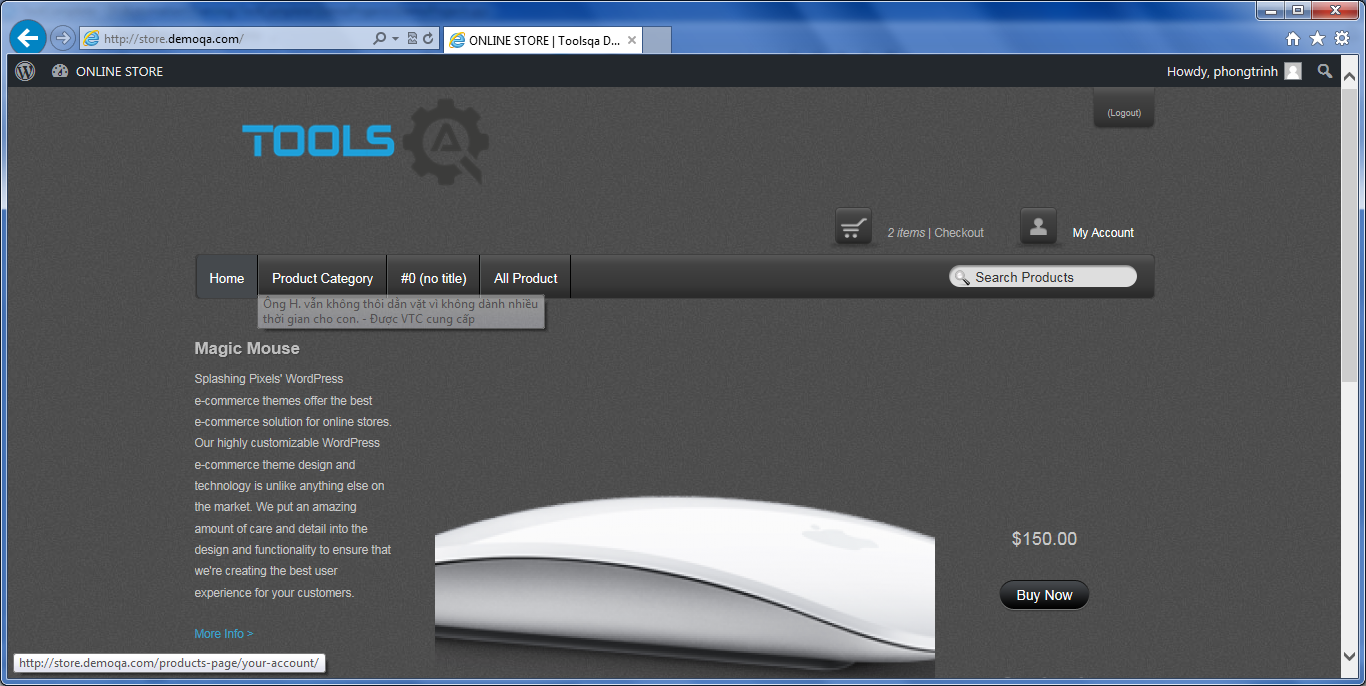 http://store.demoqa.com/
ONLINE STORE | Toolsqa D...
ONLINE STORE
Howdy, phongtrinh
(Logout)
TOOLS
2 items | Checkout
My Account
Home
Product Category
#0 (no title)
All Product
Search Products
Ông H. vẫn không thôi dằn vặt vì không dành nhiều
thời gian cho con. - Được VTC cung cấp
Magic Mouse
Splashing Pixels' WordPress
e-commerce themes offer the best
e-commerce solution for online stores.
Our highly customizable WordPress
e-commerce theme design and
technology is unlike anything else on
the market. We put an amazing
amount of care and detail into the
design and functionality to ensure that
we're creating the best user
experience for your customers.
$150.00
Buy Now
More Info >
http://store.demoqa.com/products-page/your-account/